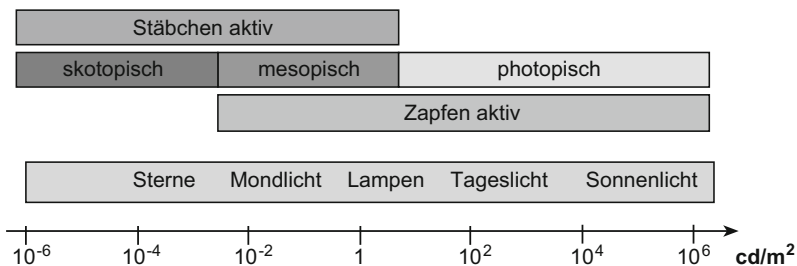 Stäbchen aktiv
skotopisch mesopisch photopisch
Zapfen aktiv
Sterne Mondlicht Lampen Tageslicht Sonnenlicht
10⁻⁶ 10⁻⁴ 10⁻² 1 10² 10⁴ 10⁶ cd/m²